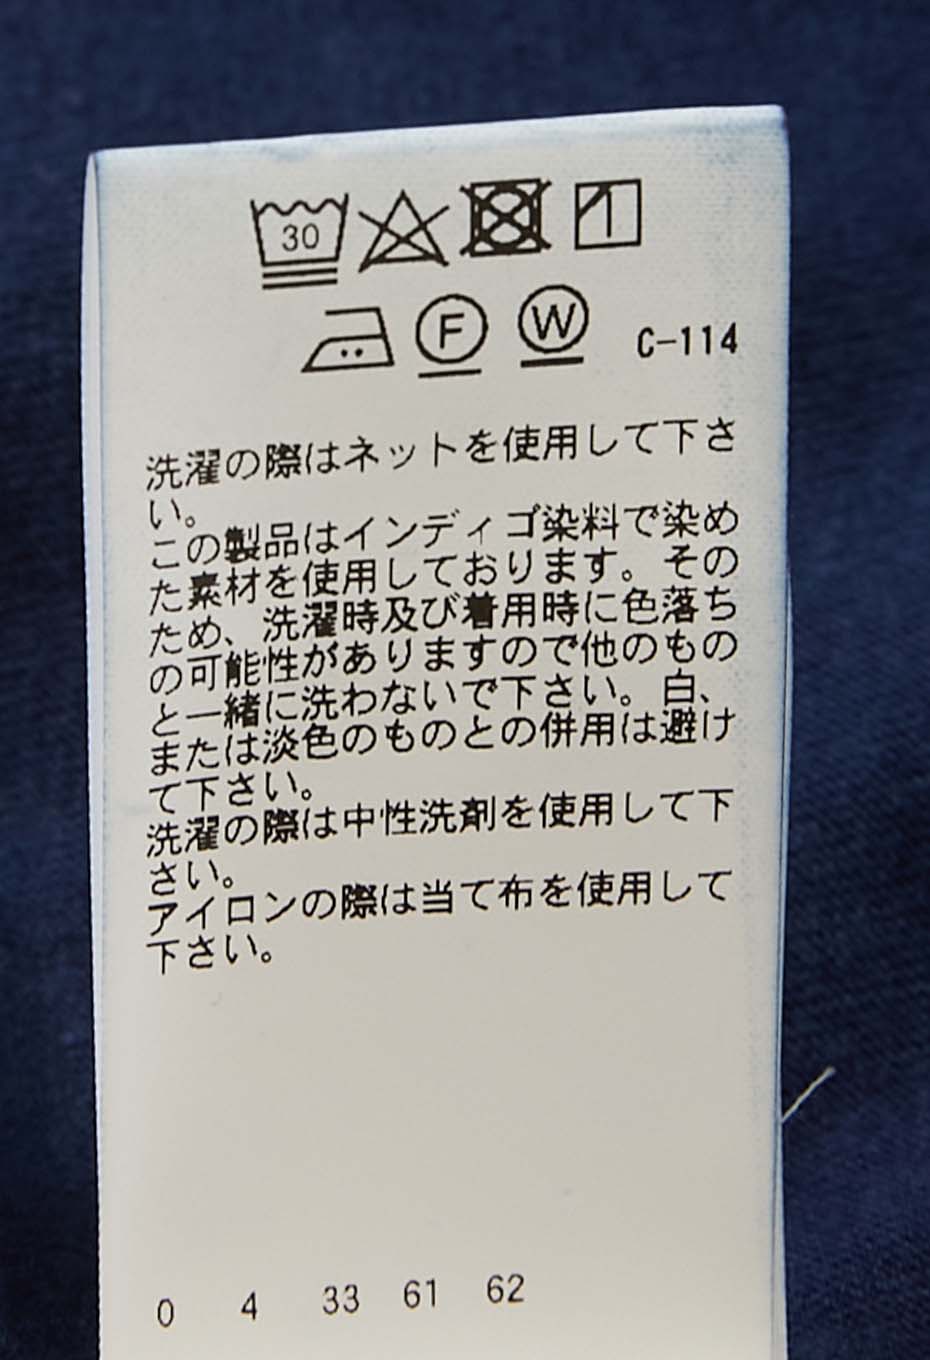 30
F W C-114
洗濯の際はネットを使用して下さ
い。
この製品はインディゴ染料で染め
た素材を使用しております。その
ため、洗濯時及び着用時に色落ち
の可能性がありますので他のもの
と一緒に洗わないで下さい。白、
または淡色のものとの併用は避け
て下さい。
洗濯の際は中性洗剤を使用して下
さい。
アイロンの際は当て布を使用して
下さい。
0 4 33 61 62